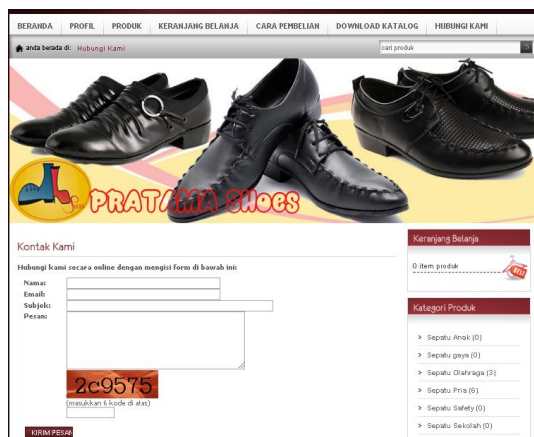 BERANDA PROFIL PRODUK KERANJANG BELANJA CARA PEMBELIAN DOWNLOAD KATALOG HUBUNGI KAMI
anda berada di: Hubungi Kami
cari produk
PRATAMA SHOES
Kontak Kami
Hubungi kami secara online dengan mengisi form di bawah ini:
Nama:
Email:
Subjek:
Pesan:
2c9575
(masukkan 6 kode di atas)
KIRIM PESAN
Keranjang Belanja
0 item produk
Kategori Produk
> Sepatu Anak (0)
> Sepatu gaya (0)
> Sepatu Olahraga (3)
> Sepatu Pria (6)
> Sepatu Safety (0)
> Sepatu Sekolah (0)